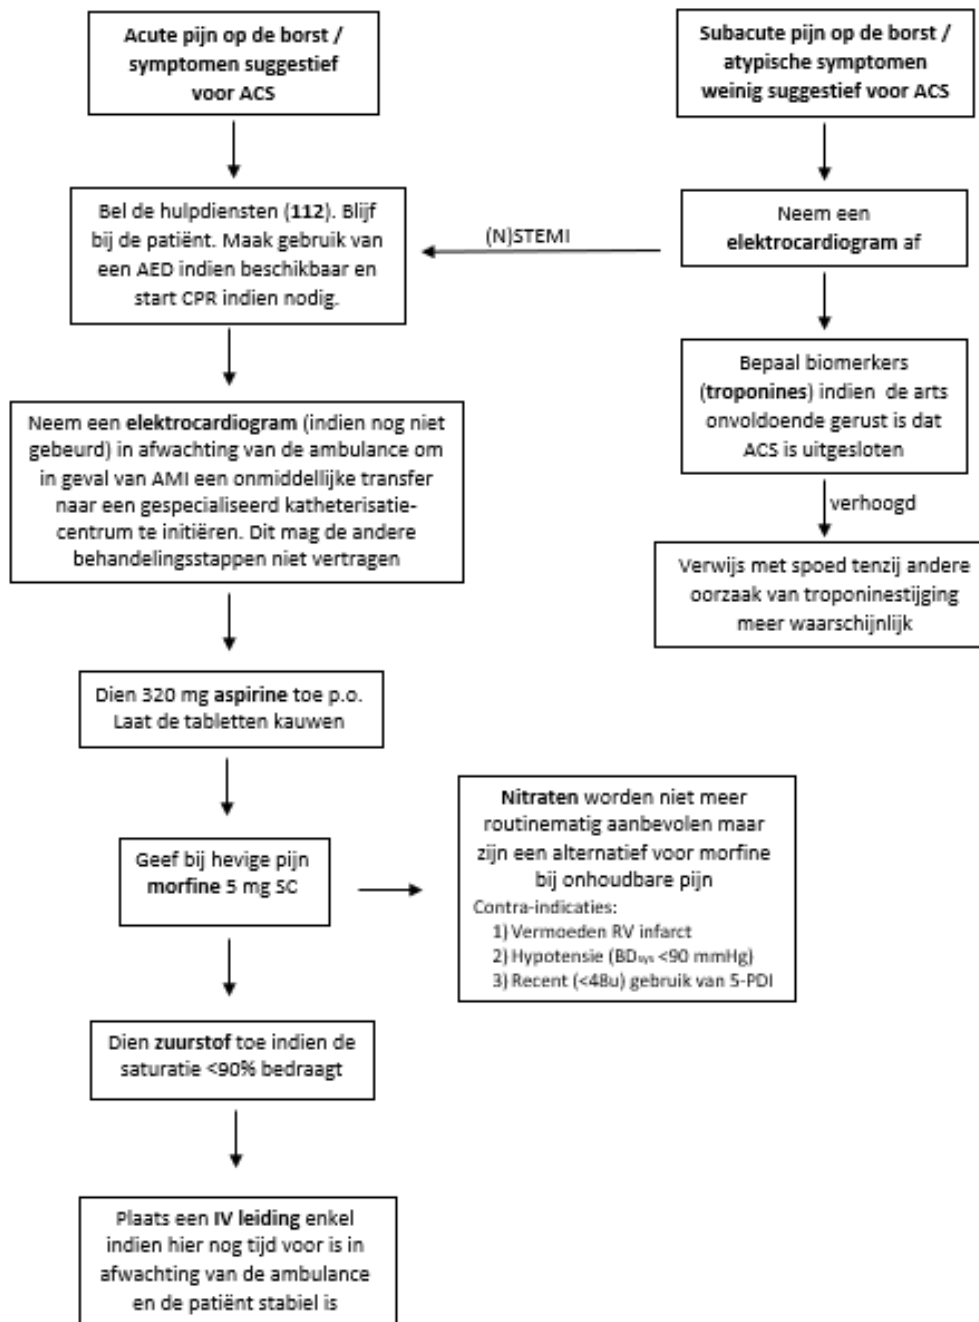 Acute pijn op de borst /
symptomen suggestief
voor ACS
Bel de hulpdiensten (112). Blijf
bij de patiënt. Maak gebruik van
een AED indien beschikbaar en
start CPR indien nodig.
Neem een elektrocardiogram (indien nog niet
gebeurd) in afwachting van de ambulance om
in geval van AMI een onmiddellijke transfer
naar een gespecialiseerd katheterisatie-
centrum te initiëren. Dit mag de andere
behandelingsstappen niet vertragen
Dien 320 mg aspirine toe p.o.
Laat de tabletten kauwen
Geef bij hevige pijn
morfine 5 mg SC
Nitraten worden niet meer
routinematig aanbevolen maar
zijn een alternatief voor morfine
bij onhoudbare pijn
Contra-indicaties:
1) Vermoeden RV infarct
2) Hypotensie (BDsys <90 mmHg)
3) Recent (<48u) gebruik van 5-PDI
Dien zuurstof toe indien de
saturatie <90% bedraagt
Plaats een IV leiding enkel
indien hier nog tijd voor is in
afwachting van de ambulance
en de patiënt stabiel is
Subacute pijn op de borst /
atypische symptomen
weinig suggestief voor ACS
Neem een
elektrocardiogram af
(N)STEMI
Bepaal biomerkers
(troponines) indien de arts
onvoldoende gerust is dat
ACS is uitgesloten
verhoogd
Verwijs met spoed tenzij andere
oorzaak van troponinestijging
meer waarschijnlijk